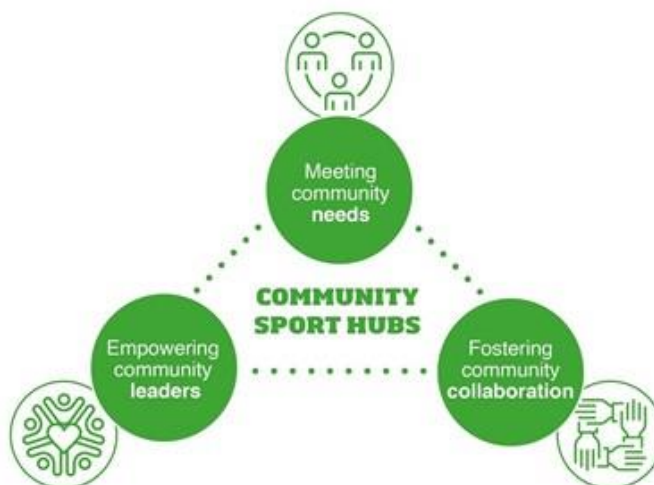 Meeting
community
needs
COMMUNITY
SPORT HUBS
Empowering
community
leaders
Fostering
community
collaboration